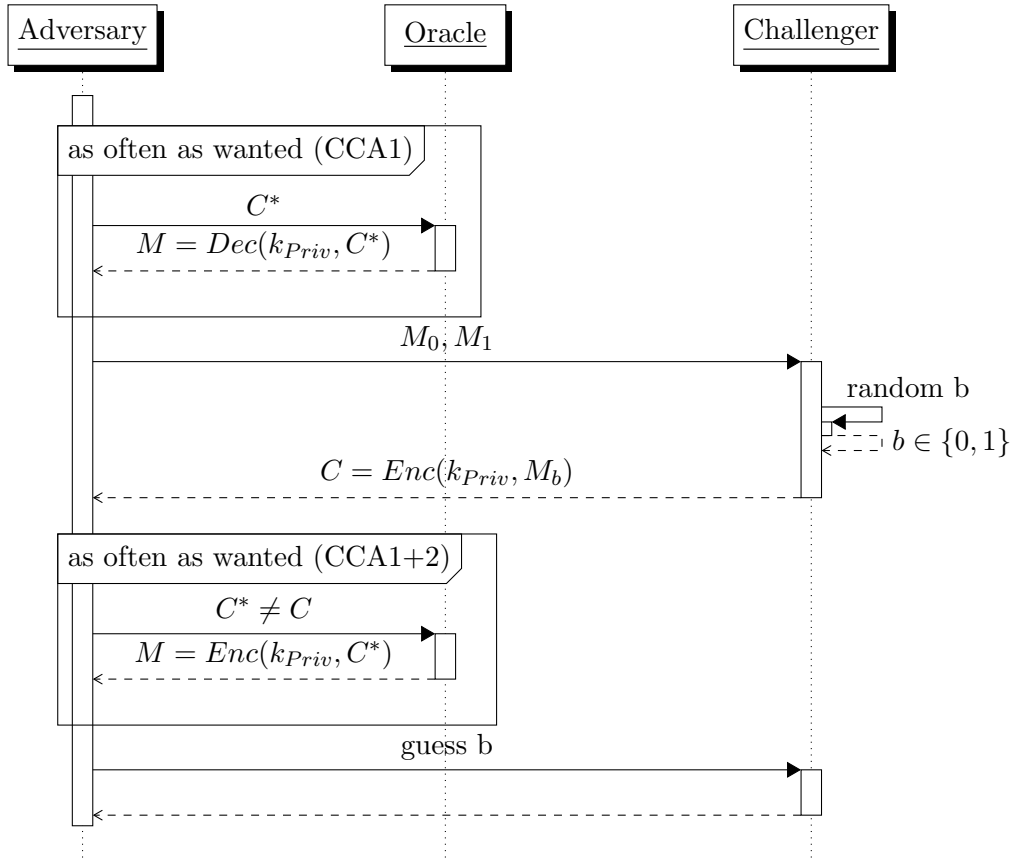 Adversary
Oracle
Challenger
as often as wanted (CCA1)
C*
M = Dec(k_Priv, C*)
M_0, M_1
random b
b ∈ {0, 1}
C = Enc(k_Priv, M_b)
as often as wanted (CCA1+2)
C* ≠ C
M = Enc(k_Priv, C*)
guess b